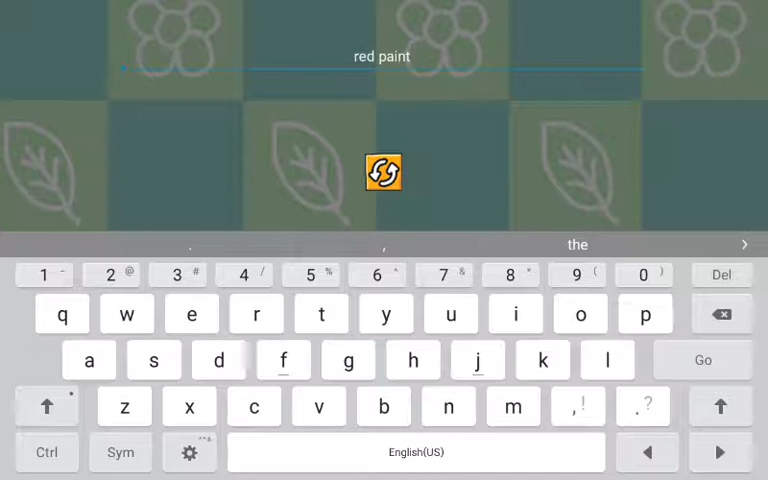 red paint
. , the >
1 - 2 @ 3 # 4 / 5 % 6 ^ 7 & 8 * 9 ( 0 ) Del
q w e r t y u i o p
a s d f g h j k l Go
z x c v b n m , ! . ?
Ctrl Sym English(US)